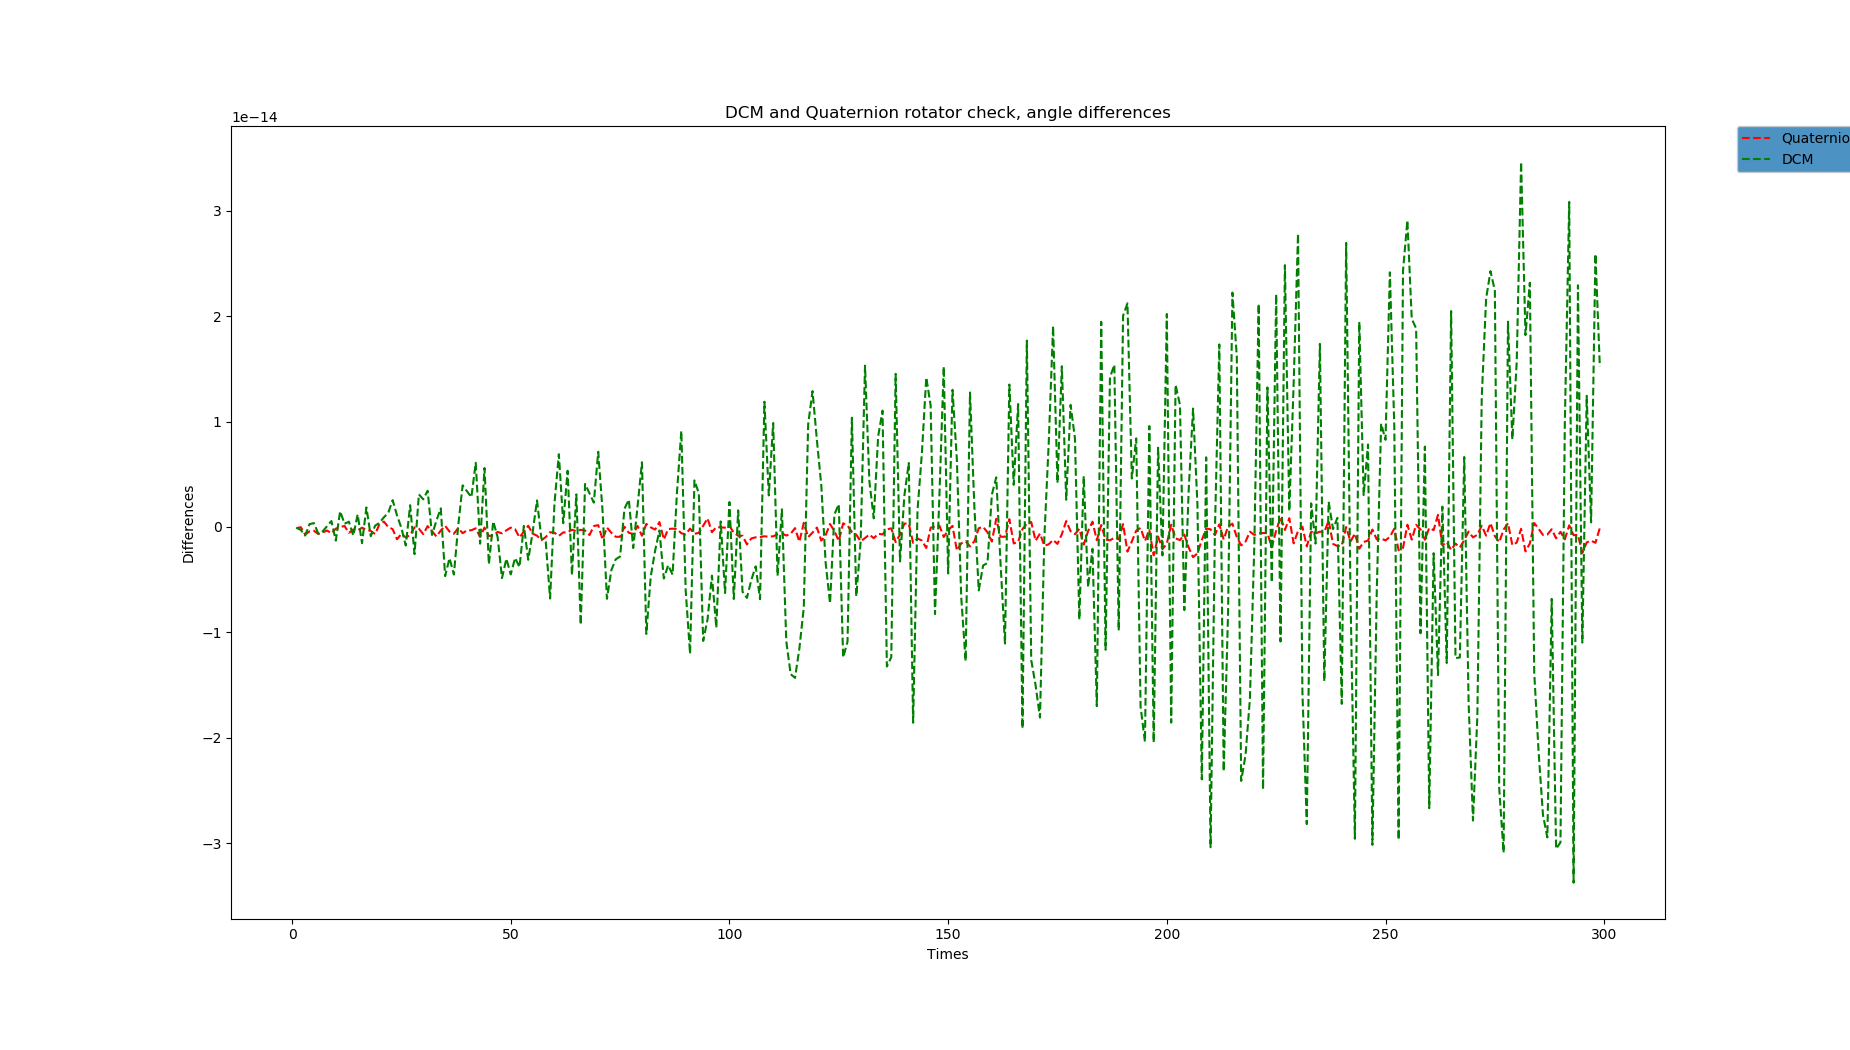 DCM and Quaternion rotator check, angle differences
1e−14
Quaternio
DCM
3
2
1
0
−1
−2
−3
Differences
0 50 100 150 200 250 300
Times